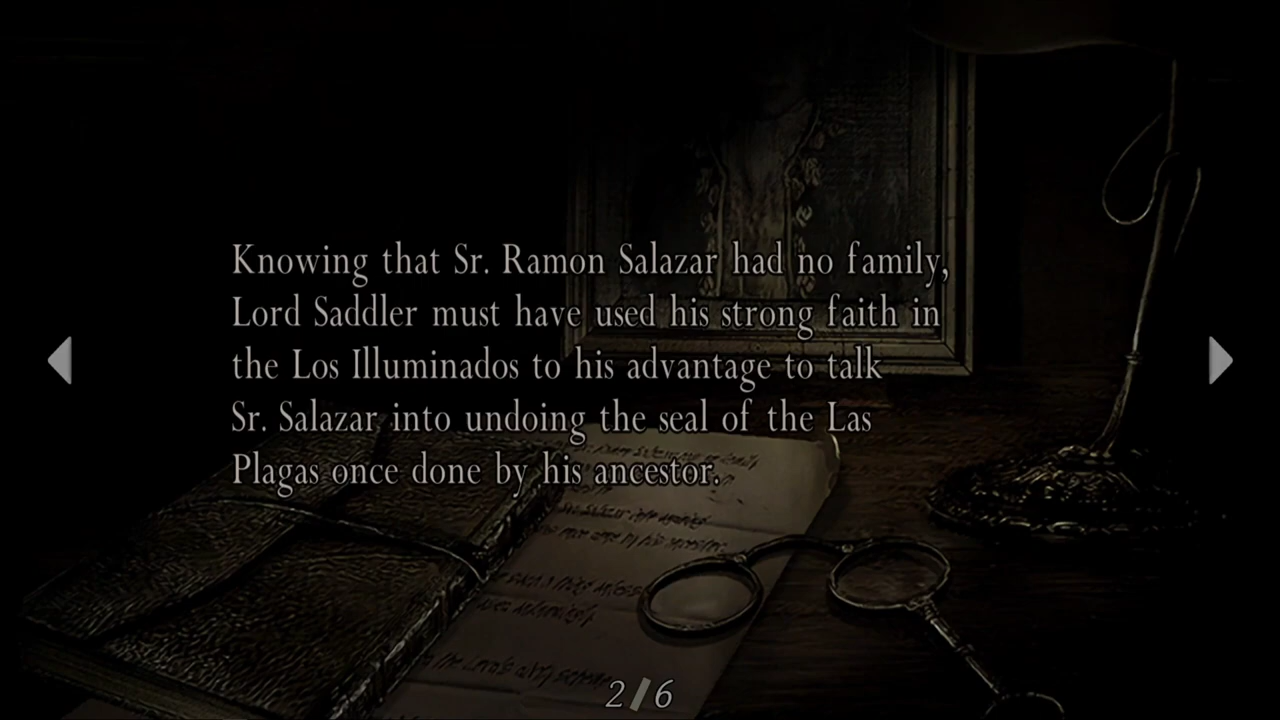 Knowing that Sr. Ramon Salazar had no family,
Lord Saddler must have used his strong faith in
the Los Illuminados to his advantage to talk
Sr. Salazar into undoing the seal of the Las
Plagas once done by his ancestor.
2/6